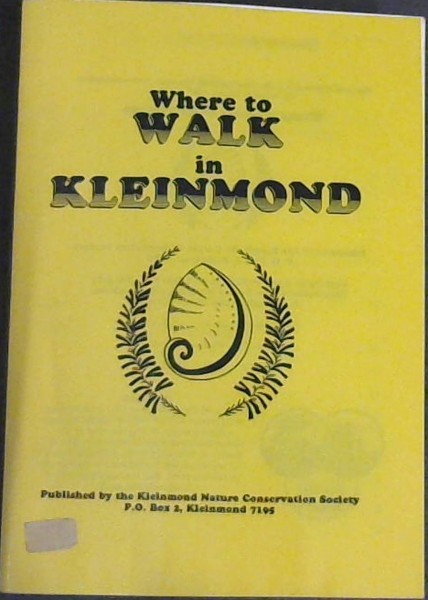 Where to
WALK
in
KLEINMOND
Published by the Kleinmond Nature Conservation Society
P.O. Box 2, Kleinmond 7195